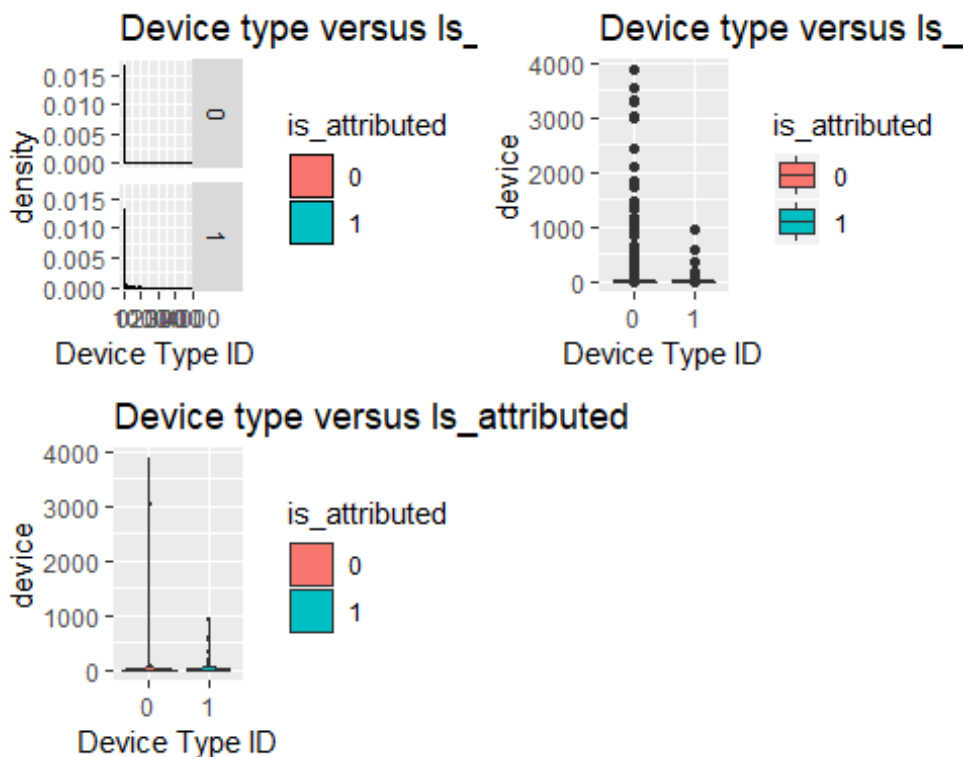 Device type versus Is_
0.015
0.010
0.005
0.000
0
0.015
0.010
0.005
0.000
1
density
Device Type ID
is_attributed
0
1
Device type versus Is_
4000
3000
2000
1000
0
device
0 1
Device Type ID
is_attributed
0
1
Device type versus Is_attributed
4000
3000
2000
1000
0
device
0 1
Device Type ID
is_attributed
0
1